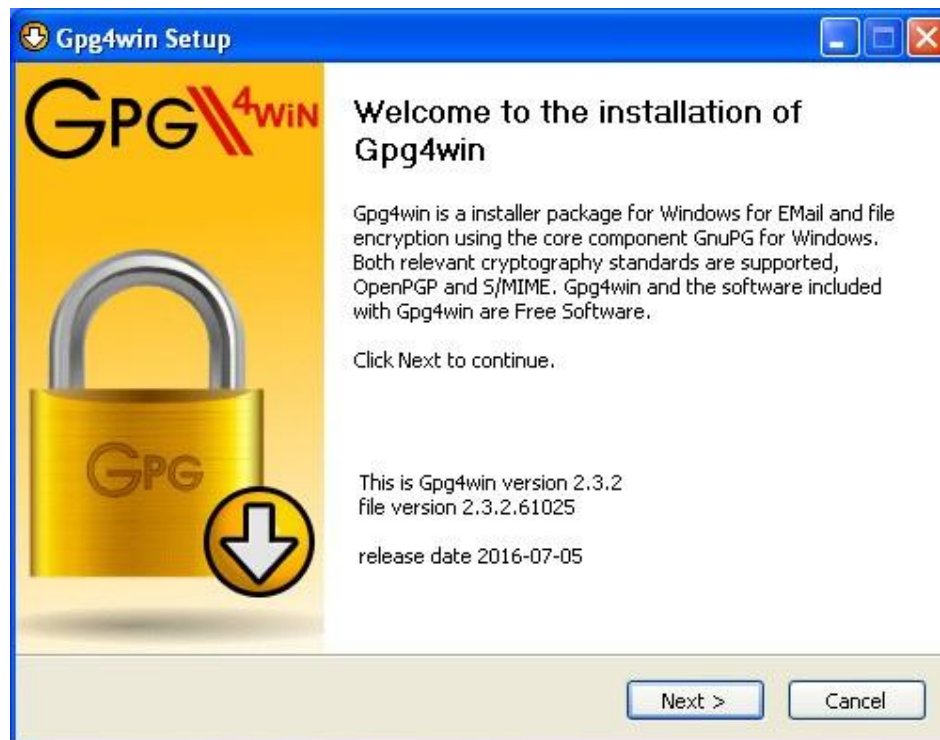 Gpg4win Setup
GPG4WIN
Welcome to the installation of
Gpg4win
Gpg4win is a installer package for Windows for EMail and file
encryption using the core component GnuPG for Windows.
Both relevant cryptography standards are supported,
OpenPGP and S/MIME. Gpg4win and the software included
with Gpg4win are Free Software.
Click Next to continue.
GPG
This is Gpg4win version 2.3.2
file version 2.3.2.61025
release date 2016-07-05
Next >
Cancel